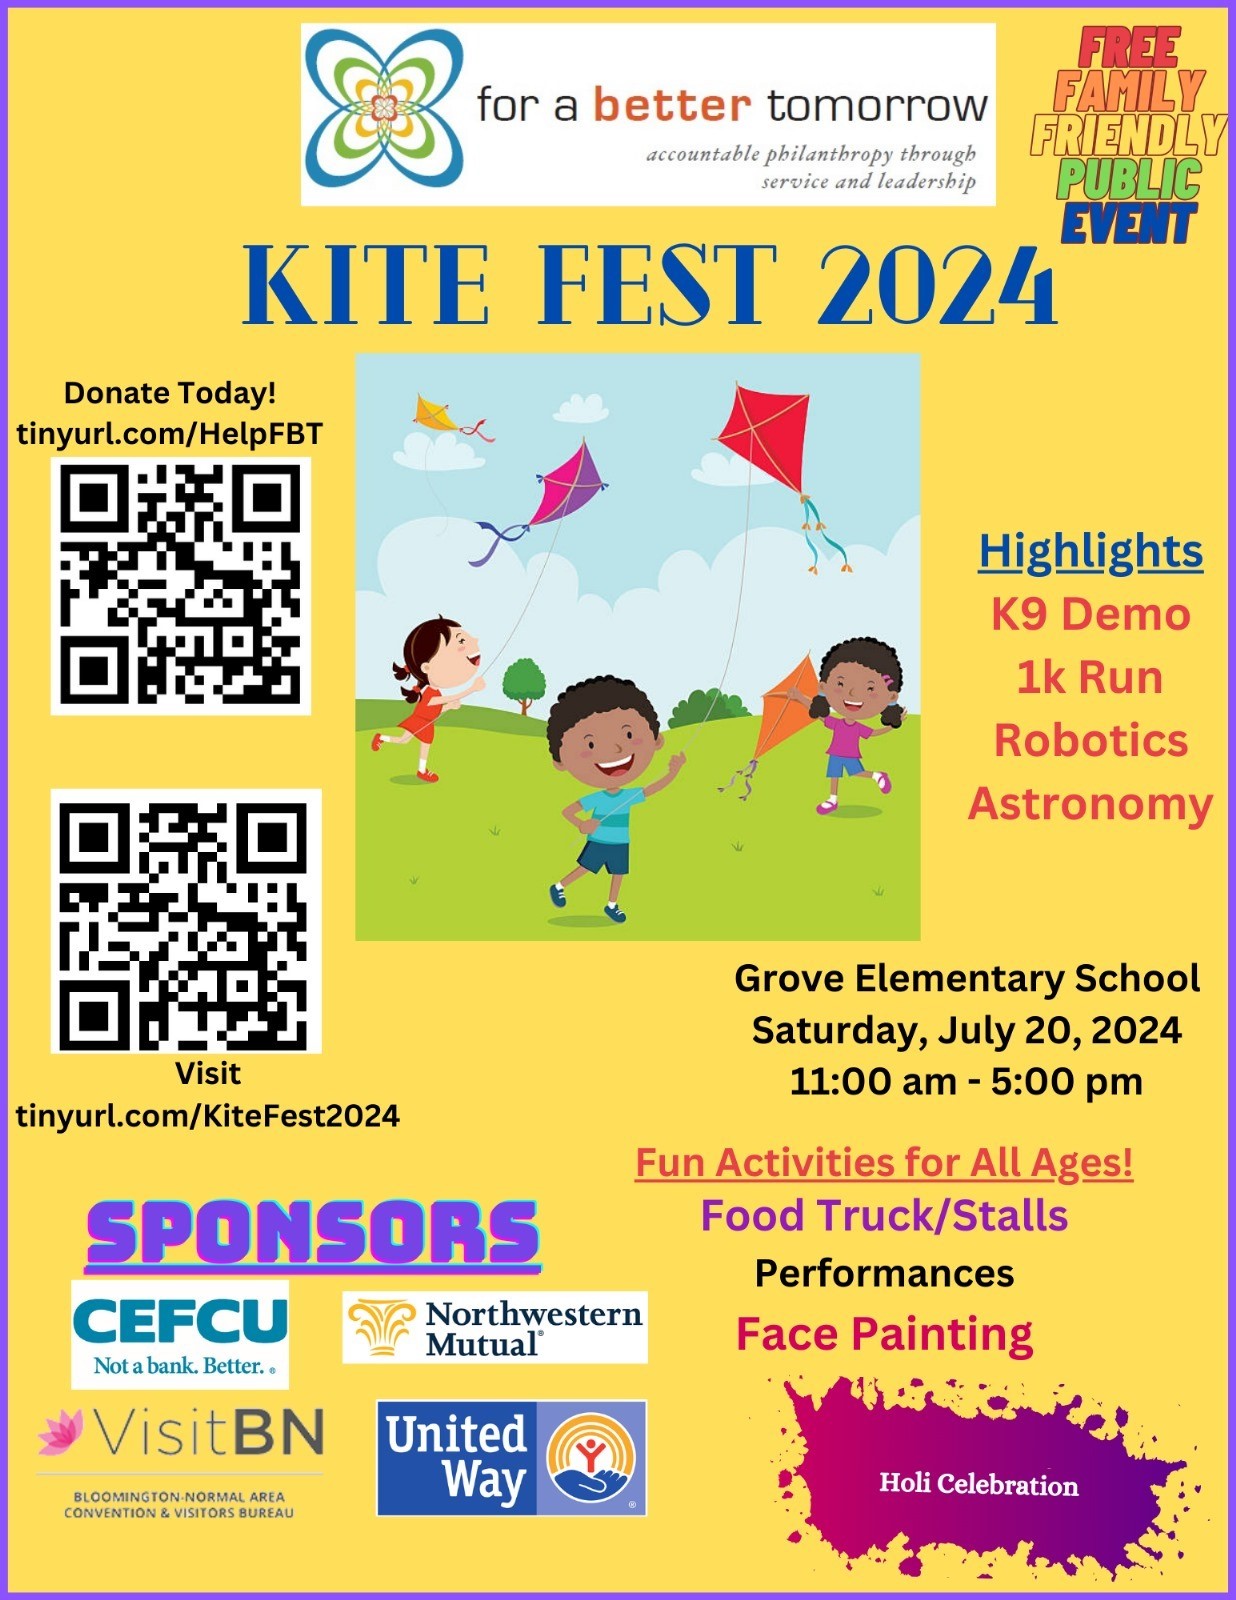 for a better tomorrow
accountable philanthropy through
service and leadership
FREE
FAMILY
FRIENDLY
PUBLIC
EVENT
KITE FEST 2024
Donate Today!
tinyurl.com/HelpFBT
Highlights
K9 Demo
1k Run
Robotics
Astronomy
Visit
tinyurl.com/KiteFest2024
Grove Elementary School
Saturday, July 20, 2024
11:00 am - 5:00 pm
Fun Activities for All Ages!
Food Truck/Stalls
Performances
Face Painting
Holi Celebration
SPONSORS
CEFCU
Not a bank. Better.®
Northwestern
Mutual®
VisitBN
BLOOMINGTON-NORMAL AREA
CONVENTION & VISITORS BUREAU
United
Way
®